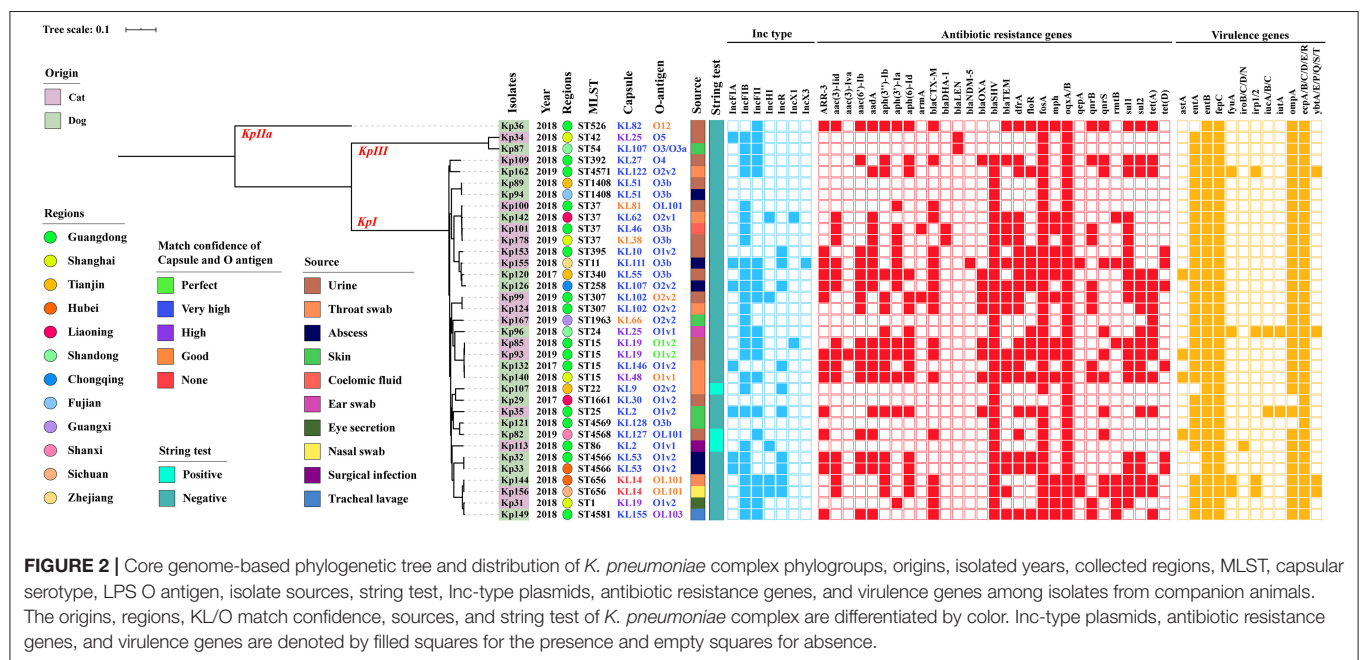 Tree scale: 0.1
Origin
Cat
Dog
Regions
Guangdong
Shanghai
Tianjin
Hubei
Liaoning
Shandong
Chongqing
Fujian
Guangxi
Shanxi
Sichuan
Zhejiang
Match confidence of
Capsule and O antigen
Perfect
Very high
High
Good
None
String test
Positive
Negative
Source
Urine
Throat swab
Abscess
Skin
Coelomic fluid
Ear swab
Eye secretion
Nasal swab
Surgical infection
Tracheal lavage
KpIIa
KpIII
KpI
Inc type Antibiotic resistance genes Virulence genes
Isolates Year Regions MLST Capsule O-antigen Source String test
IncFIA IncFIB IncFII IncHI IncR IncX1 IncX3
ARR-3 aac(3)-Iid aac(3)-Iva aac(6')-Ib aadA aph(3'')-Ib aph(3')-Ia aph(6)-Id armA blaCTX-M blaDHA-1 blaLEN blaNDM-5 blaOXA blaSHV blaTEM dfrA floR fosA mph oqxA/B qepA qnrB qnrS rmtB sul1 sul2 tet(A) tet(D)
astA entA entB fepC fyuA irp1/2 iroB/C/D/N iucA/B/C iutA ompA ecpA/B/C/D/E/R ybtA/E/P/Q/S/T
Kp36 2018 ST526 KL82 O12
Kp34 2018 ST42 KL25 O5
Kp87 2018 ST54 KL107 O3/O3a
Kp109 2018 ST392 KL27 O4
Kp162 2019 ST4571 KL122 O2v2
Kp89 2018 ST1408 KL51 O3b
Kp94 2018 ST1408 KL51 O3b
Kp100 2018 ST37 KL81 OL101
Kp142 2018 ST37 KL62 O2v1
Kp101 2018 ST37 KL46 O3b
Kp178 2019 ST37 KL38 O3b
Kp153 2018 ST395 KL10 O1v2
Kp155 2018 ST11 KL111 O3b
Kp120 2017 ST340 KL55 O3b
Kp126 2018 ST258 KL107 O2v2
Kp99 2019 ST307 KL102 O2v2
Kp124 2018 ST307 KL102 O2v2
Kp167 2019 ST1963 KL66 O2v2
Kp96 2018 ST24 KL25 O1v1
Kp85 2018 ST15 KL19 O1v2
Kp93 2019 ST15 KL19 O1v2
Kp132 2017 ST15 KL146 O1v2
Kp140 2018 ST15 KL48 O1v1
Kp107 2018 ST22 KL9 O2v2
Kp29 2017 ST1661 KL30 O1v2
Kp35 2018 ST25 KL2 O1v2
Kp121 2018 ST4569 KL128 O3b
Kp82 2019 ST4568 KL127 OL101
Kp113 2018 ST86 KL2 O1v1
Kp32 2018 ST4566 KL53 O1v2
Kp33 2018 ST4566 KL53 O1v2
Kp144 2018 ST656 KL14 OL101
Kp156 2018 ST656 KL14 OL101
Kp31 2018 ST1 KL19 O1v2
Kp149 2018 ST4581 KL155 OL103
FIGURE 2 | Core genome-based phylogenetic tree and distribution of K. pneumoniae complex phylogroups, origins, isolated years, collected regions, MLST, capsular
serotype, LPS O antigen, isolate sources, string test, Inc-type plasmids, antibiotic resistance genes, and virulence genes among isolates from companion animals.
The origins, regions, KL/O match confidence, sources, and string test of K. pneumoniae complex are differentiated by color. Inc-type plasmids, antibiotic resistance
genes, and virulence genes are denoted by filled squares for the presence and empty squares for absence.